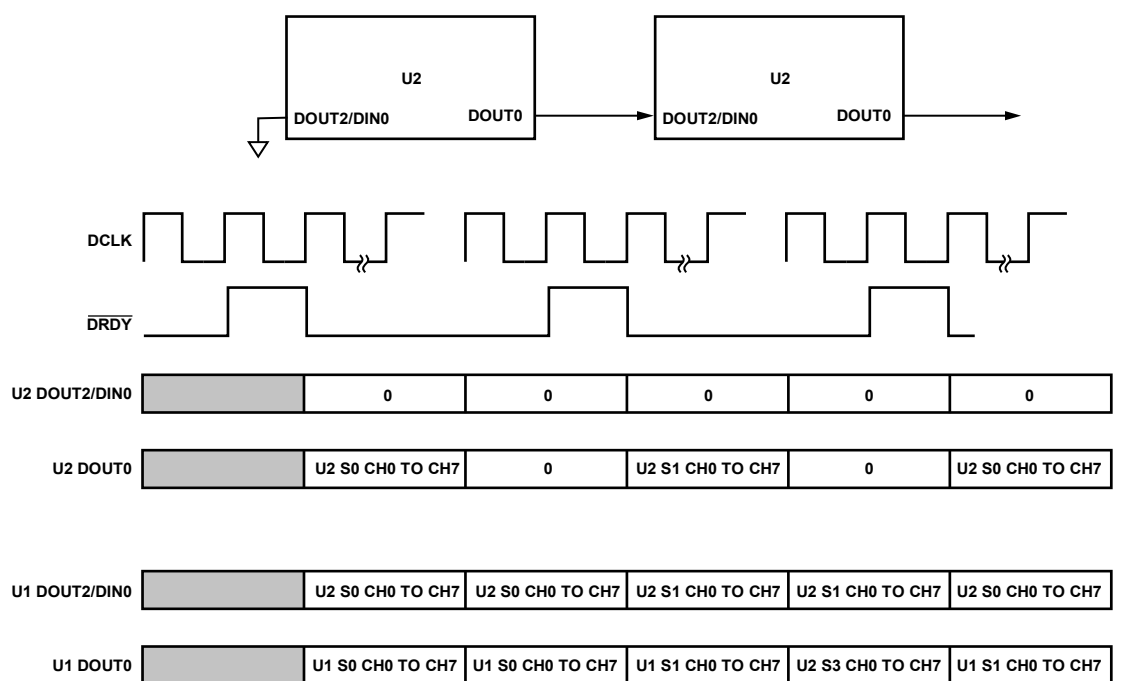 U2 U2
DOUT2/DIN0 DOUT0 DOUT2/DIN0 DOUT0
DCLK
DRDY
U2 DOUT2/DIN0 0 0 0 0 0
U2 DOUT0 U2 S0 CH0 TO CH7 0 U2 S1 CH0 TO CH7 0 U2 S0 CH0 TO CH7
U1 DOUT2/DIN0 U2 S0 CH0 TO CH7 U2 S0 CH0 TO CH7 U2 S1 CH0 TO CH7 U2 S1 CH0 TO CH7 U2 S0 CH0 TO CH7
U1 DOUT0 U1 S0 CH0 TO CH7 U1 S0 CH0 TO CH7 U1 S1 CH0 TO CH7 U2 S3 CH0 TO CH7 U1 S1 CH0 TO CH7